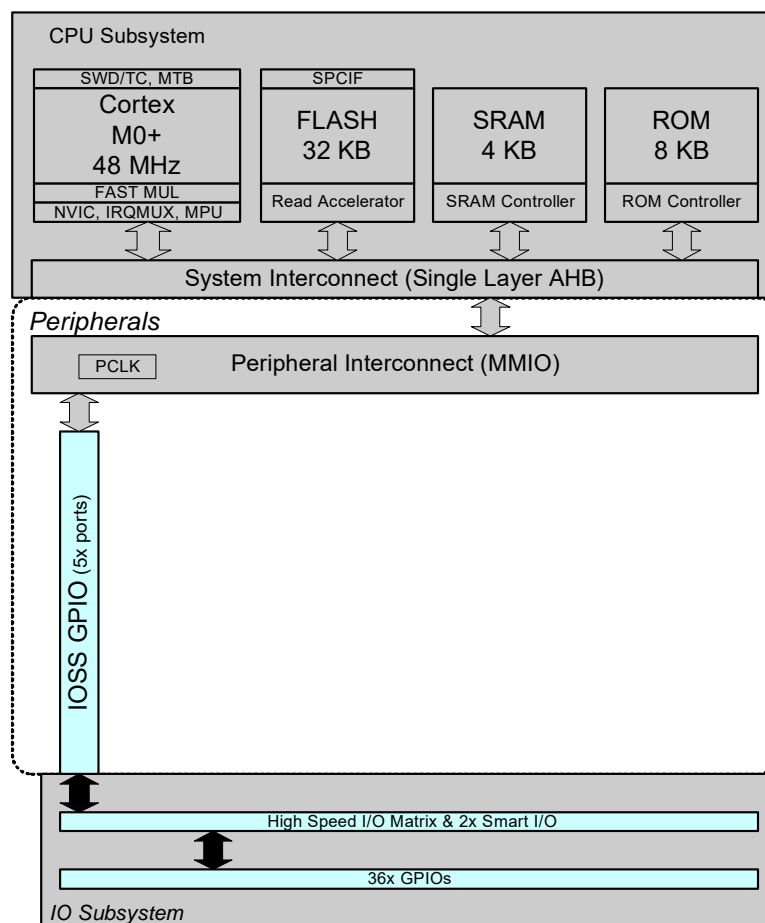 CPU Subsystem
SWD/TC, MTB
Cortex
M0+
48 MHz
FAST MUL
NVIC, IRQMUX, MPU
SPCIF
FLASH
32 KB
Read Accelerator
SRAM
4 KB
SRAM Controller
ROM
8 KB
ROM Controller
System Interconnect (Single Layer AHB)
Peripherals
PCLK
Peripheral Interconnect (MMIO)
IOSS GPIO (5x ports)
High Speed I/O Matrix & 2x Smart I/O
36x GPIOs
IO Subsystem